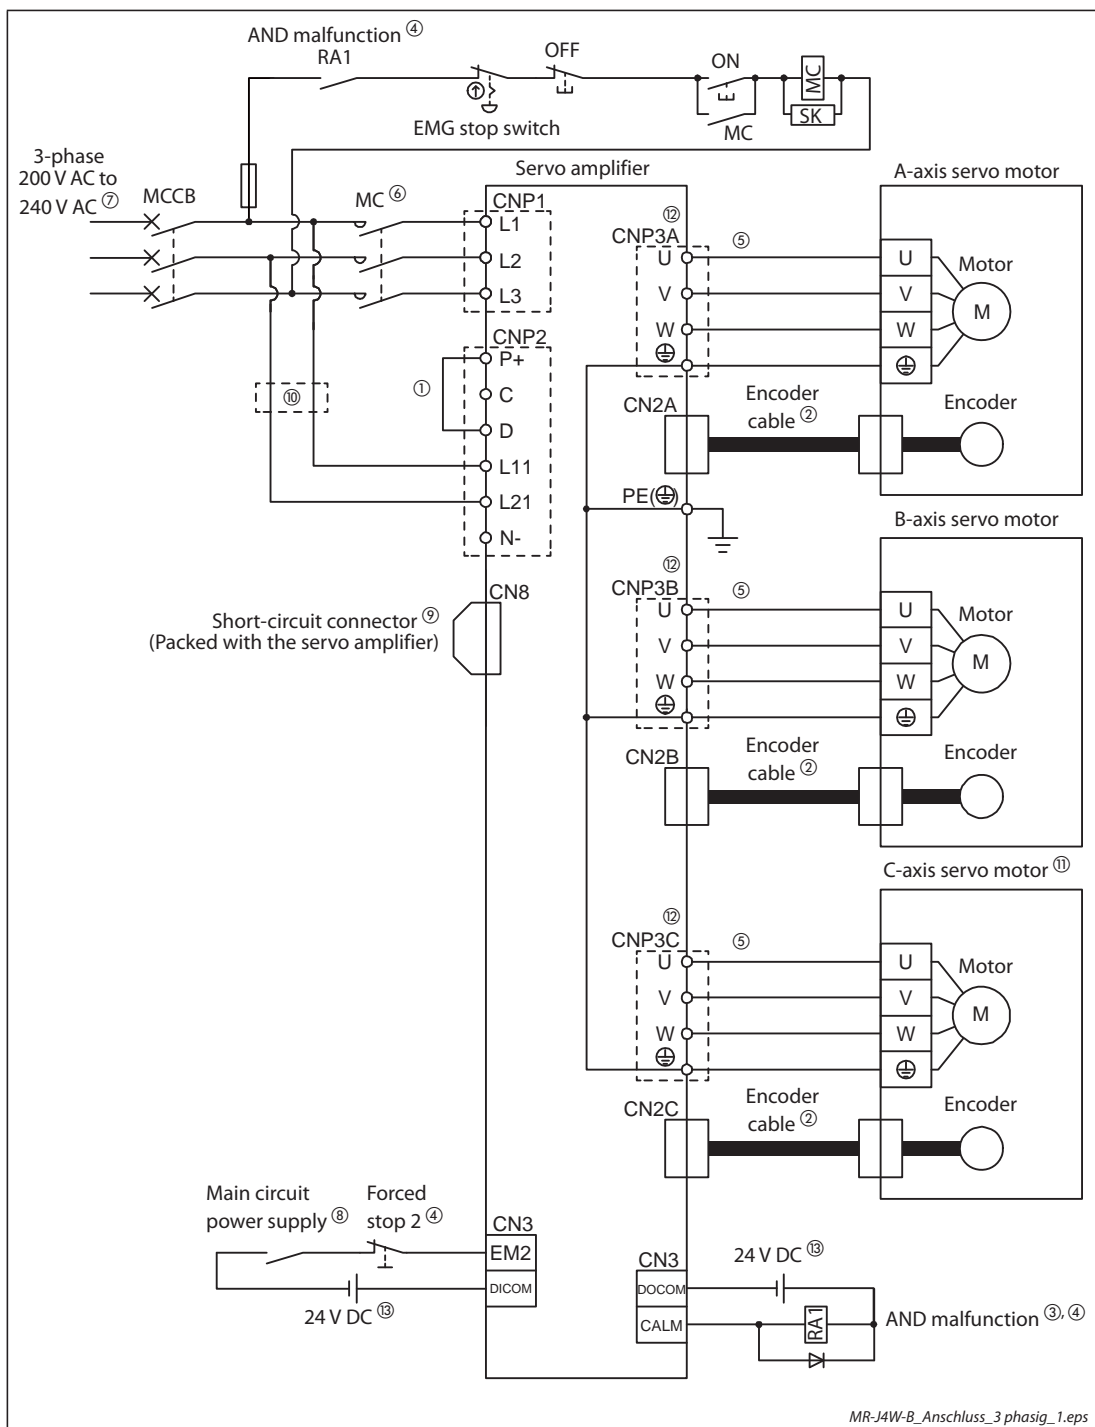 AND malfunction ④
RA1
OFF
ON
MC
SK
EMG stop switch
MC
3-phase
200 V AC to
240 V AC ⑦
MCCB
MC ⑥
Servo amplifier
A-axis servo motor
CNP1
L1
L2
L3
⑫
CNP3A
U
V
W
⑤
U
V
W
Motor
M
CNP2
P+
C
D
L11
L21
N-
①
⑩
CN2A
Encoder
cable ②
Encoder
PE( )
B-axis servo motor
⑫
CNP3B
U
V
W
⑤
U
V
W
Motor
M
CN8
Short-circuit connector ⑨
(Packed with the servo amplifier)
CN2B
Encoder
cable ②
Encoder
C-axis servo motor ⑪
⑫
CNP3C
U
V
W
⑤
U
V
W
Motor
M
CN2C
Encoder
cable ②
Encoder
Main circuit
power supply ⑧
Forced
stop 2 ④
CN3
EM2
DICOM
24 V DC ⑬
CN3
DOCOM
CALM
24 V DC ⑬
RA1
AND malfunction ③, ④
MR-J4W-B_Anschluss_3 phasig_1.eps